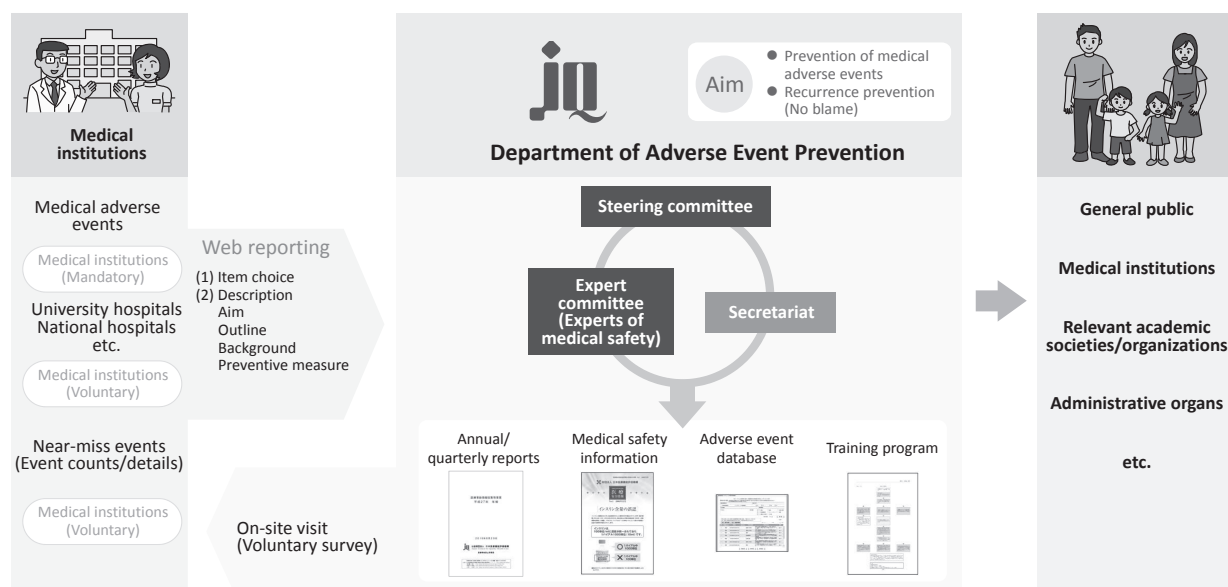 Medical
institutions
Medical adverse
events
Medical institutions
(Mandatory)
University hospitals
National hospitals
etc.
Medical institutions
(Voluntary)
Near-miss events
(Event counts/details)
Medical institutions
(Voluntary)
Web reporting
(1) Item choice
(2) Description
Aim
Outline
Background
Preventive measure
On-site visit
(Voluntary survey)
jq
Aim
● Prevention of medical
adverse events
● Recurrence prevention
(No blame)
Department of Adverse Event Prevention
Steering committee
Expert
committee
(Experts of
medical safety)
Secretariat
Annual/
quarterly reports
Medical safety
information
Adverse event
database
Training program
General public
Medical institutions
Relevant academic
societies/organizations
Administrative organs
etc.